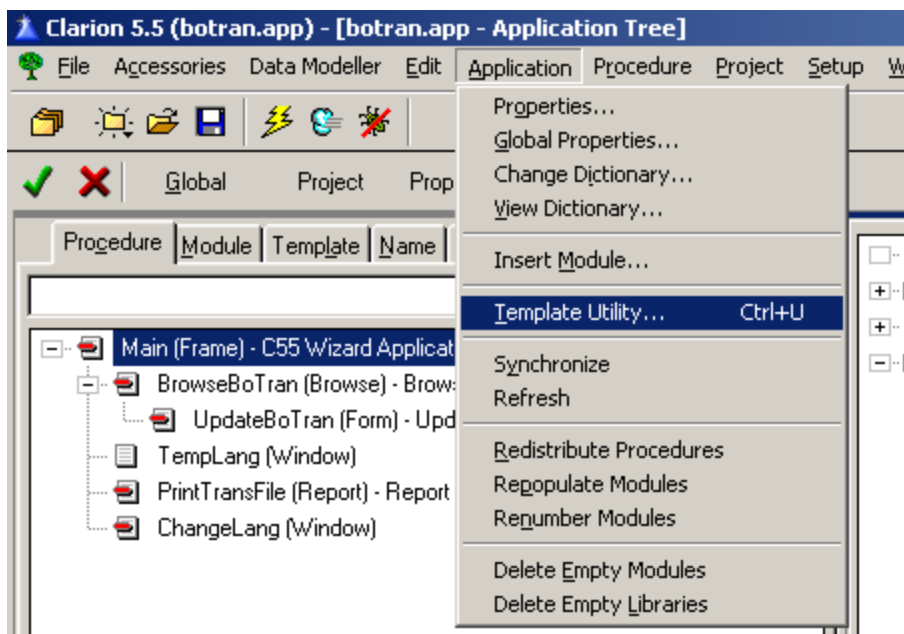 Clarion 5.5 (botran.app) - [botran.app - Application Tree]
File Accessories Data Modeller Edit Application Procedure Project Setup W
Properties...
Global Properties...
Change Dictionary...
View Dictionary...
Insert Module...
Template Utility... Ctrl+U
Synchronize
Refresh
Redistribute Procedures
Repopulate Modules
Renumber Modules
Delete Empty Modules
Delete Empty Libraries
Global Project Prop
Procedure Module Template Name
Main (Frame) - C55 Wizard Applicat
BrowseBoTran (Browse) - Brows
UpdateBoTran (Form) - Upd
TempLang (Window)
PrintTransFile (Report) - Report
ChangeLang (Window)